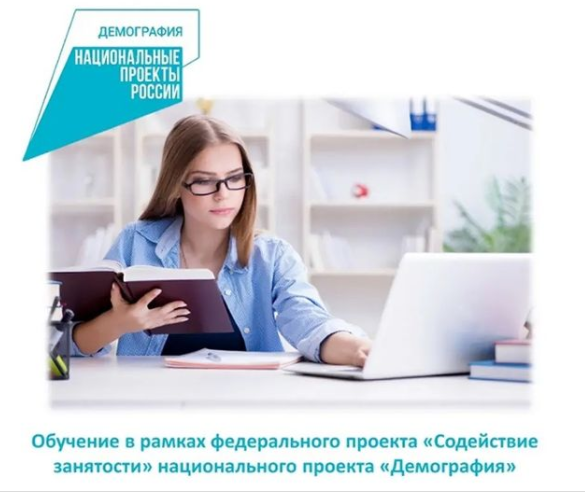 ДЕМОГРАФИЯ
НАЦИОНАЛЬНЫЕ
ПРОЕКТЫ
РОССИИ
Обучение в рамках федерального проекта «Содействие
занятости» национального проекта «Демография»